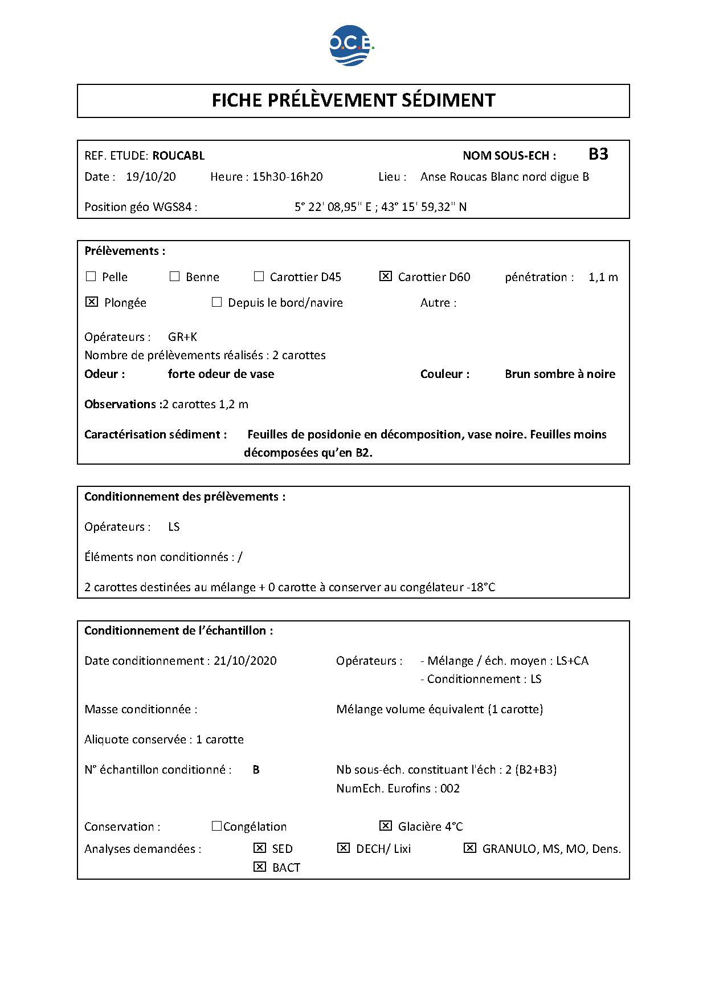 O.C.E.
FICHE PRÉLÈVEMENT SÉDIMENT
REF. ETUDE: ROUCABL NOM SOUS-ECH : B3
Date : 19/10/20 Heure : 15h30-16h20 Lieu : Anse Roucas Blanc nord digue B
Position géo WGS84 : 5° 22' 08,95'' E ; 43° 15' 59,32'' N
Prélèvements :
☐ Pelle ☐ Benne ☐ Carottier D45 ☒ Carottier D60 pénétration : 1,1 m
☒ Plongée ☐ Depuis le bord/navire Autre :
Opérateurs : GR+K
Nombre de prélèvements réalisés : 2 carottes
Odeur : forte odeur de vase Couleur : Brun sombre à noire
Observations :2 carottes 1,2 m
Caractérisation sédiment : Feuilles de posidonie en décomposition, vase noire. Feuilles moins
décomposées qu’en B2.
Conditionnement des prélèvements :
Opérateurs : LS
Éléments non conditionnés : /
2 carottes destinées au mélange + 0 carotte à conserver au congélateur -18°C
Conditionnement de l’échantillon :
Date conditionnement : 21/10/2020 Opérateurs : - Mélange / éch. moyen : LS+CA
- Conditionnement : LS
Masse conditionnée : Mélange volume équivalent (1 carotte)
Aliquote conservée : 1 carotte
N° échantillon conditionné : B Nb sous-éch. constituant l'éch : 2 (B2+B3)
NumEch. Eurofins : 002
Conservation : ☐Congélation ☒ Glacière 4°C
Analyses demandées : ☒ SED ☒ DECH/ Lixi ☒ GRANULO, MS, MO, Dens.
☒ BACT